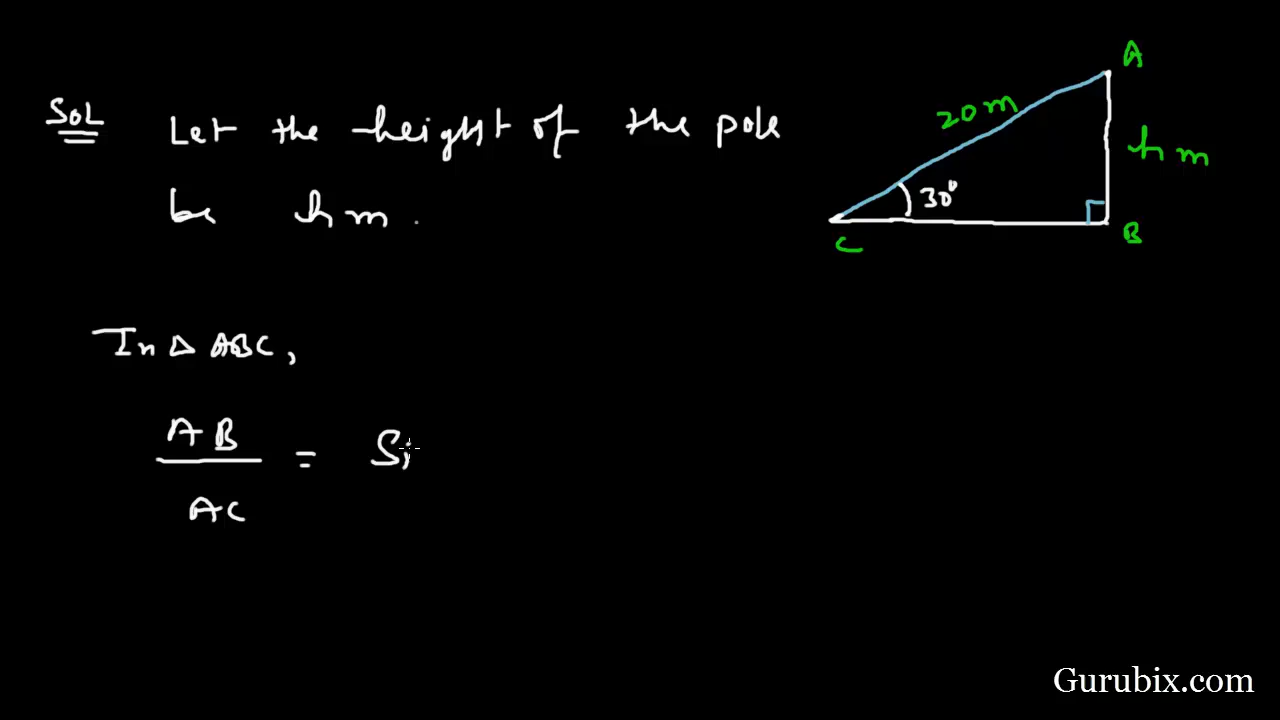 SOL Let the height of the pole
be h m.
A
20 m
h m
30°
C
B
In Δ ABC,
AB
AC
= Si
Gurubix.com